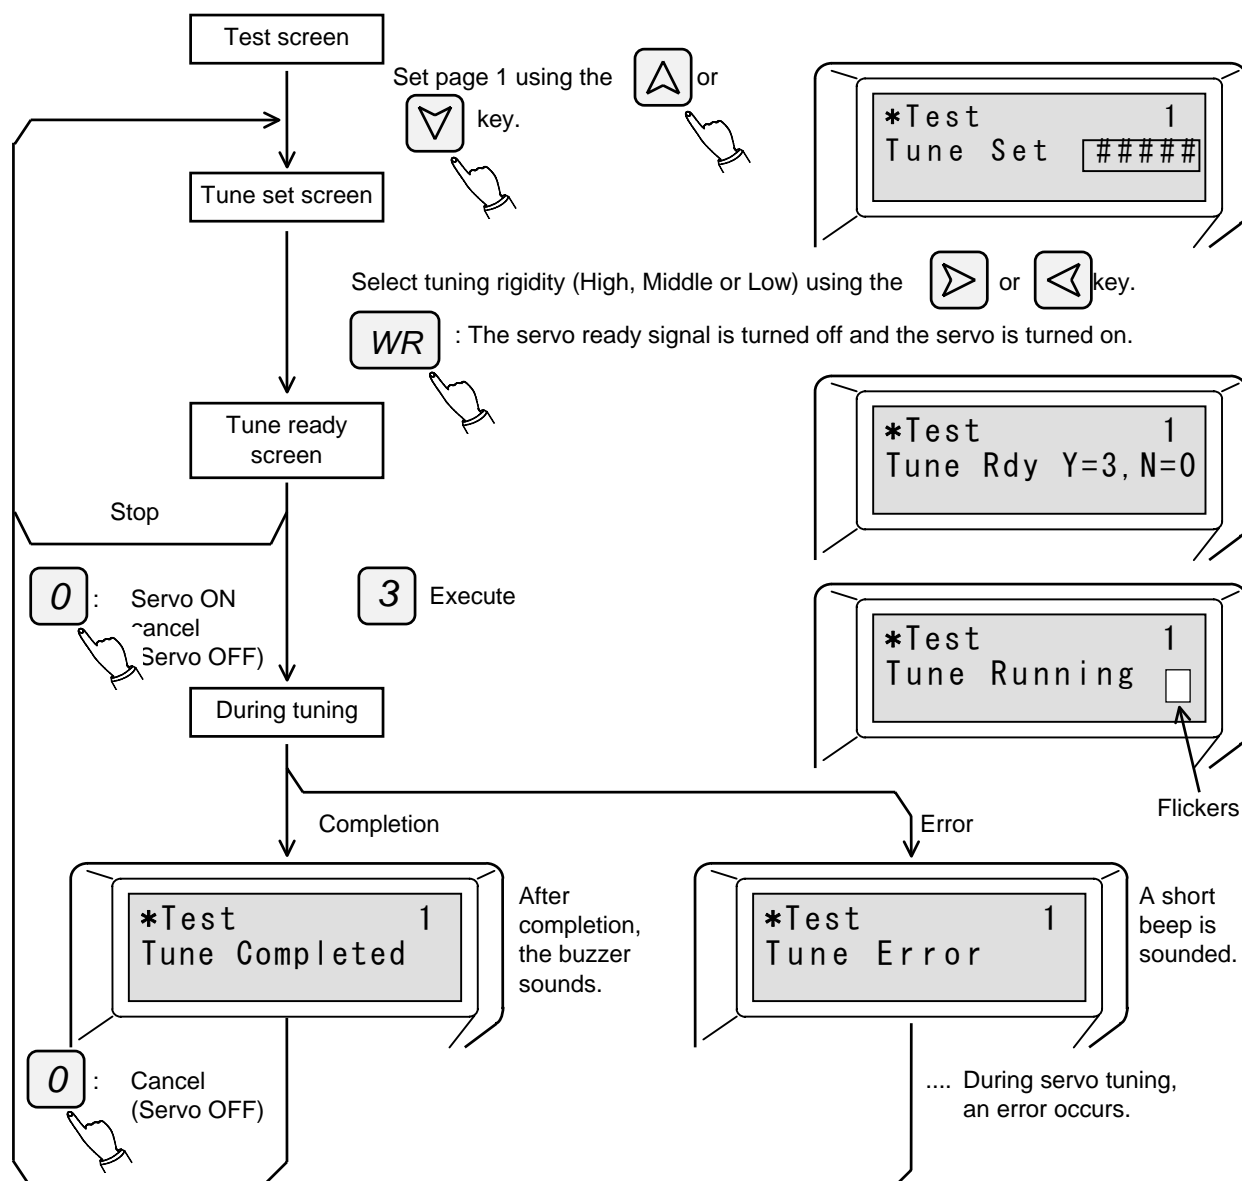 Test screen
Set page 1 using the or
key.
*Test 1
Tune Set #####
Tune set screen
Select tuning rigidity (High, Middle or Low) using the or key.
WR : The servo ready signal is turned off and the servo is turned on.
Tune ready
screen
*Test 1
Tune Rdy Y=3,N=0
Stop
0 : Servo ON
cancel
(Servo OFF)
3 Execute
*Test 1
Tune Running
Flickers
During tuning
Completion
Error
*Test 1
Tune Completed
After
completion,
the buzzer
sounds.
*Test 1
Tune Error
A short
beep is
sounded.
0 : Cancel
(Servo OFF)
.... During servo tuning,
an error occurs.